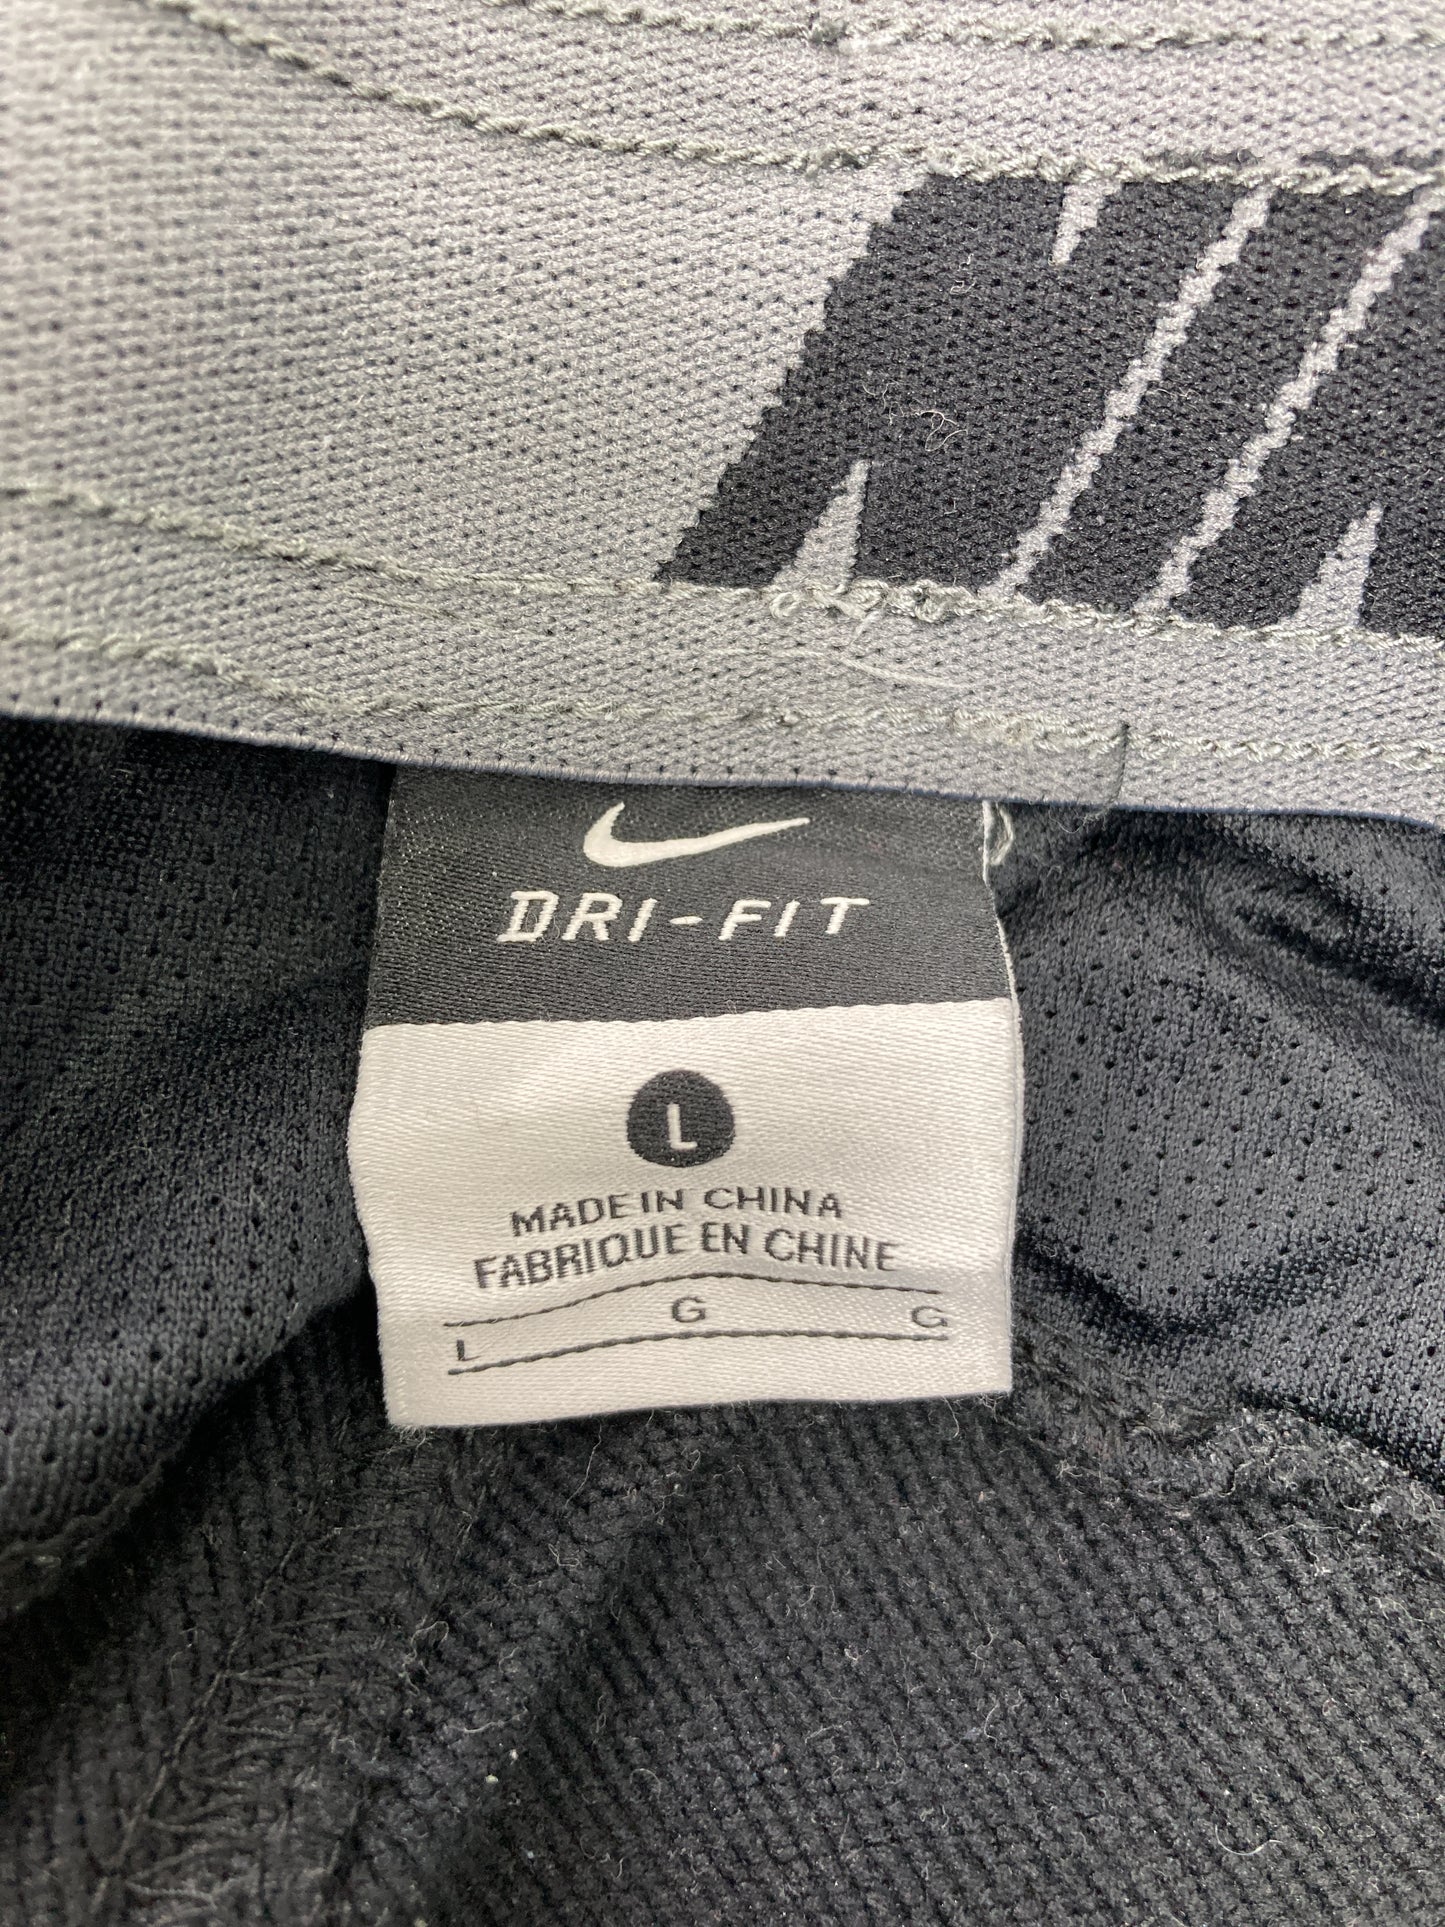 DRI-FIT
L
MADE IN CHINA
FABRIQUE EN CHINE
L G G